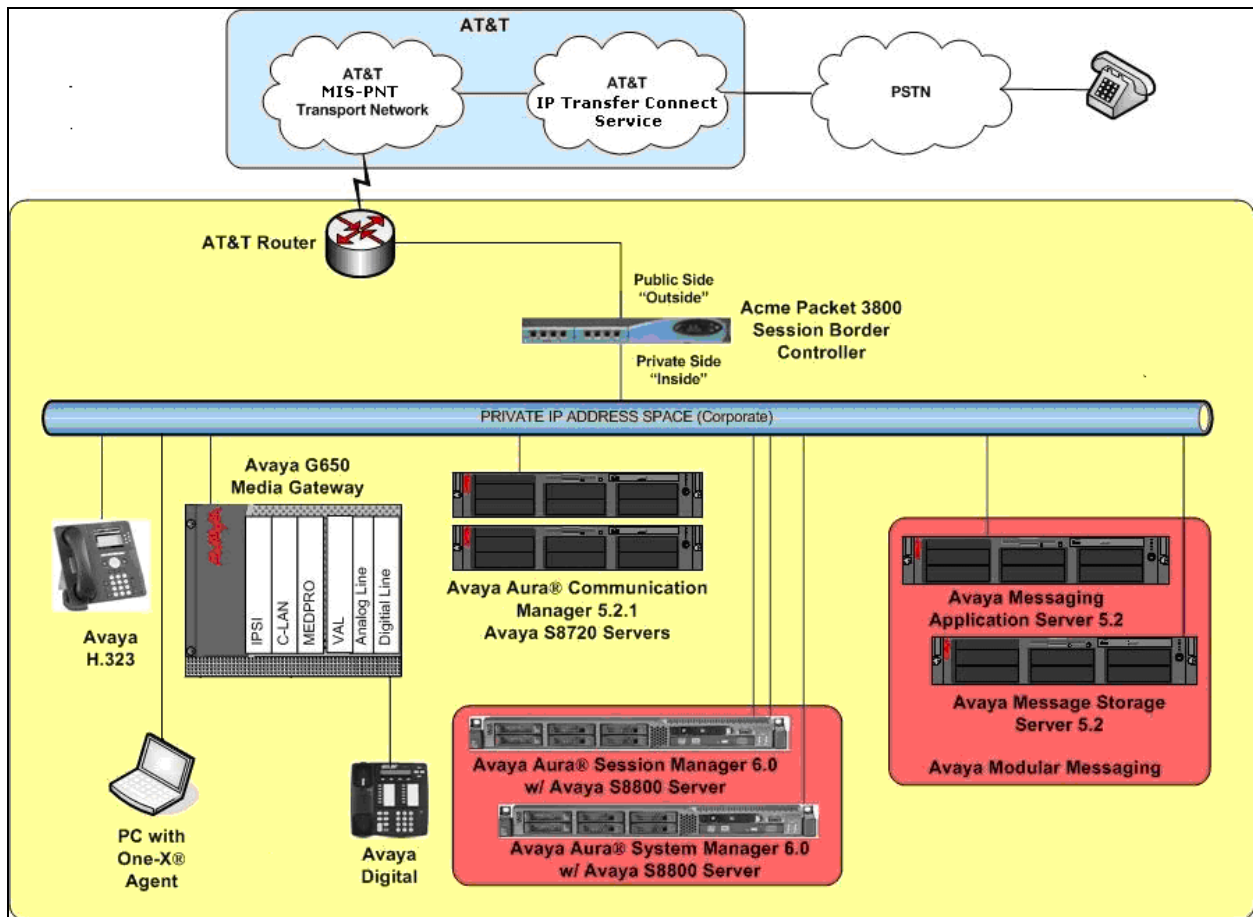 AT&T
AT&T
MIS-PNT
Transport Network
AT&T
IP Transfer Connect
Service
PSTN
AT&T Router
Public Side
“Outside”
Acme Packet 3800
Session Border
Controller
Private Side
“Inside”
PRIVATE IP ADDRESS SPACE (Corporate)
Avaya G650
Media Gateway
IPSI
C-LAN
MEDPRO
VAL
Analog Line
Digitial Line
Avaya
H.323
Avaya Aura® Communication
Manager 5.2.1
Avaya S8720 Servers
Avaya Messaging
Application Server 5.2
Avaya Message Storage
Server 5.2
Avaya Modular Messaging
Avaya Aura® Session Manager 6.0
w/ Avaya S8800 Server
Avaya Aura® System Manager 6.0
w/ Avaya S8800 Server
PC with
One-X®
Agent
Avaya
Digital